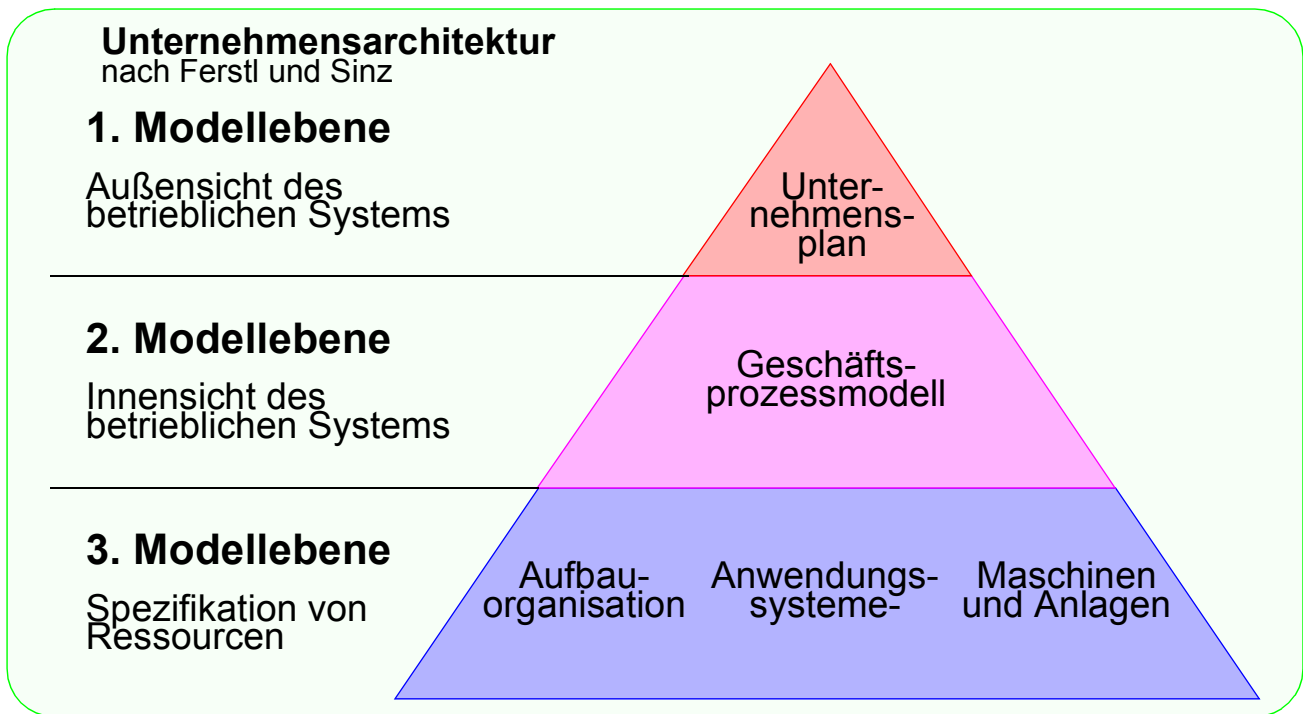 Unternehmensarchitektur
nach Ferstl und Sinz
1. Modellebene
Außensicht des
betrieblichen Systems
Unter-
nehmens-
plan
2. Modellebene
Innensicht des
betrieblichen Systems
Geschäfts-
prozessmodell
3. Modellebene
Spezifikation von
Ressourcen
Aufbau-
organisation
Anwendungs-
systeme-
Maschinen
und Anlagen